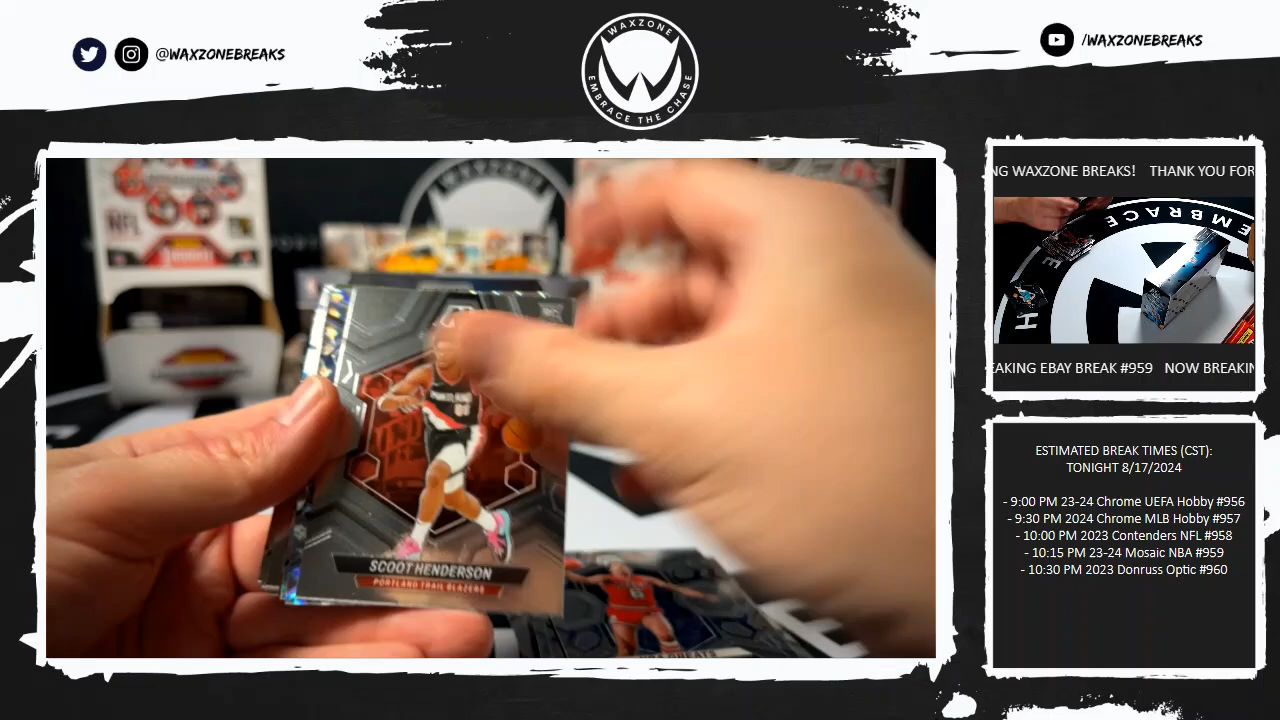 @WAXZONEBREAKS
WAXZONE
EMBRACE THE CHASE
/WAXZONEBREAKS
NG WAXZONE BREAKS! THANK YOU FOR
EMBRACE
H
EAKING EBAY BREAK #959 NOW BREAKIN
ESTIMATED BREAK TIMES (CST):
TONIGHT 8/17/2024
- 9:00 PM 23-24 Chrome UEFA Hobby #956
- 9:30 PM 2024 Chrome MLB Hobby #957
- 10:00 PM 2023 Contenders NFL #958
- 10:15 PM 23-24 Mosaic NBA #959
- 10:30 PM 2023 Donruss Optic #960
WAXZONE
NFL
SCOOT HENDERSON
PORTLAND TRAIL BLAZERS